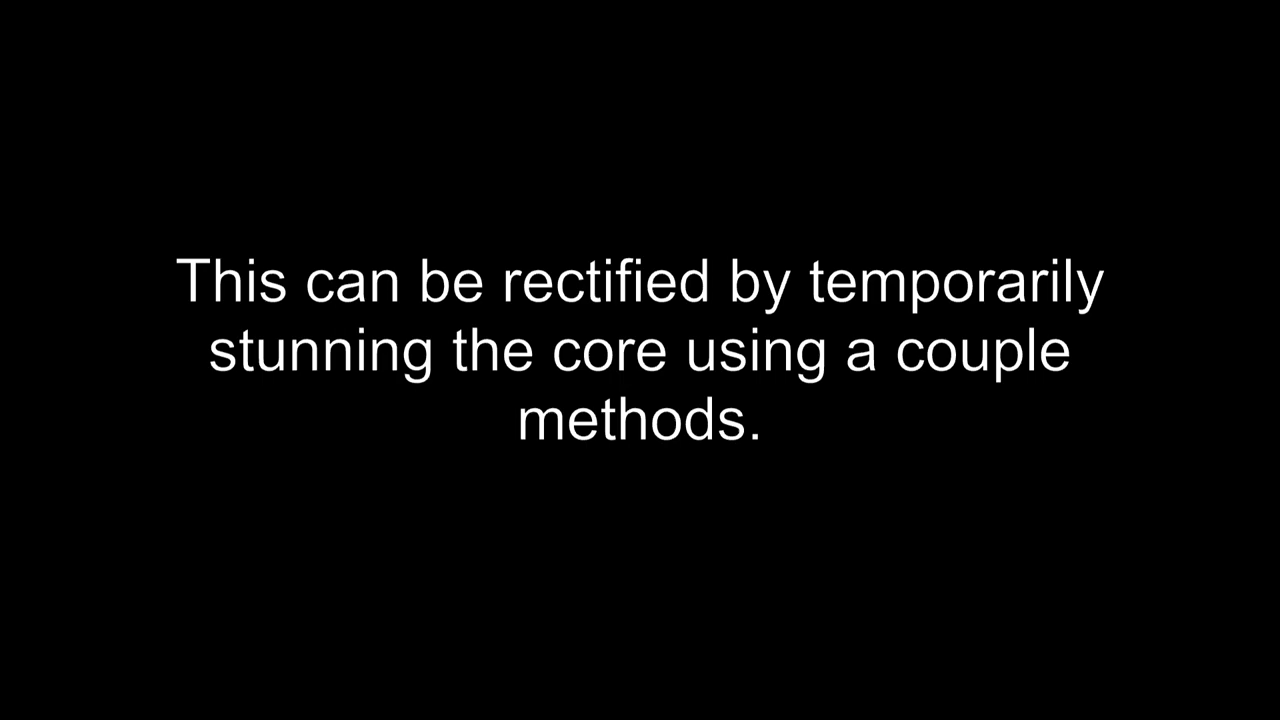 This can be rectified by temporarily
stunning the core using a couple
methods.